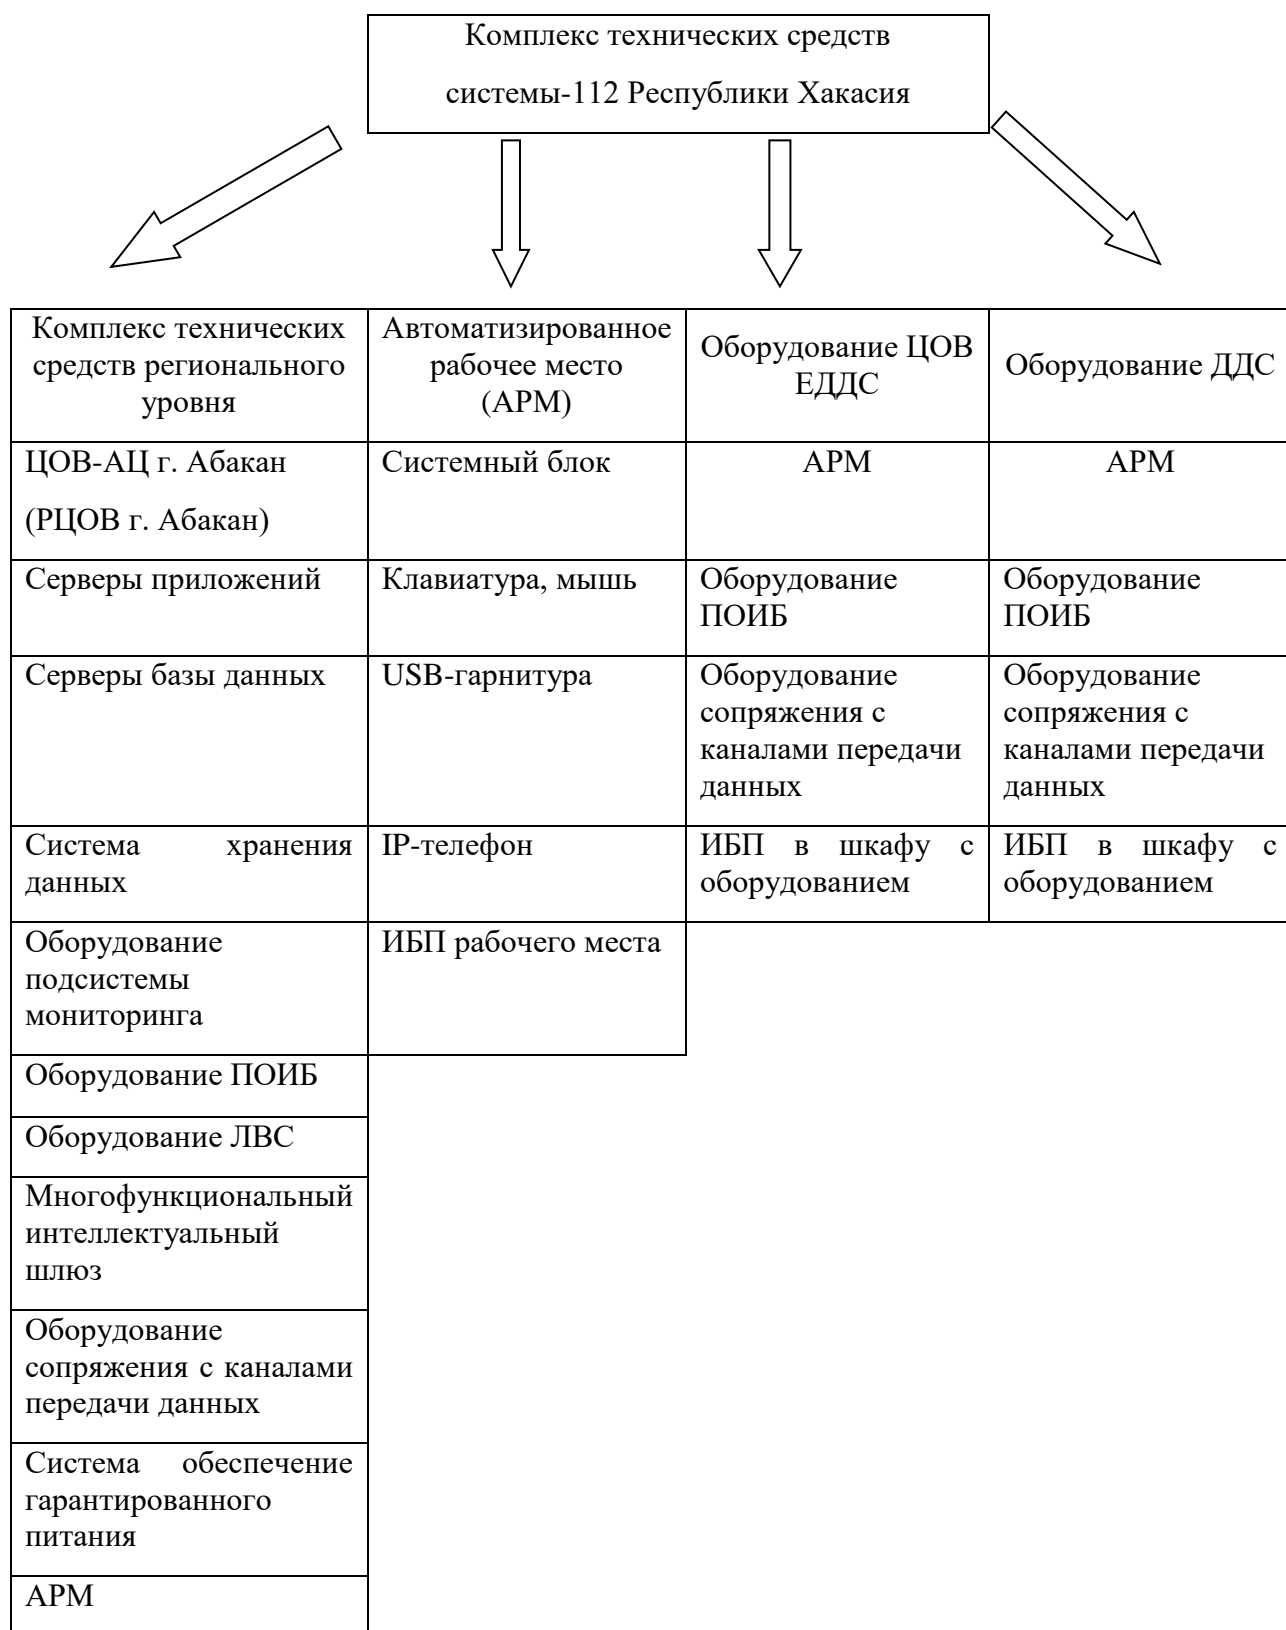 Комплекс технических средств
системы-112 Республики Хакасия
Комплекс технических
средств регионального
уровня
Автоматизированное
рабочее место
(АРМ)
Оборудование ЦОВ
ЕДДС
Оборудование ДДС
ЦОВ-АЦ г. Абакан
(РЦОВ г. Абакан)
Системный блок
АРМ
АРМ
Серверы приложений
Клавиатура, мышь
Оборудование
ПОИБ
Оборудование
ПОИБ
Серверы базы данных
USB-гарнитура
Оборудование
сопряжения с
каналами передачи
данных
Оборудование
сопряжения с
каналами передачи
данных
Система хранения
данных
IP-телефон
ИБП в шкафу с
оборудованием
ИБП в шкафу с
оборудованием
Оборудование
подсистемы
мониторинга
ИБП рабочего места
Оборудование ПОИБ
Оборудование ЛВС
Многофункциональный
интеллектуальный
шлюз
Оборудование
сопряжения с каналами
передачи данных
Система обеспечение
гарантированного
питания
АРМ